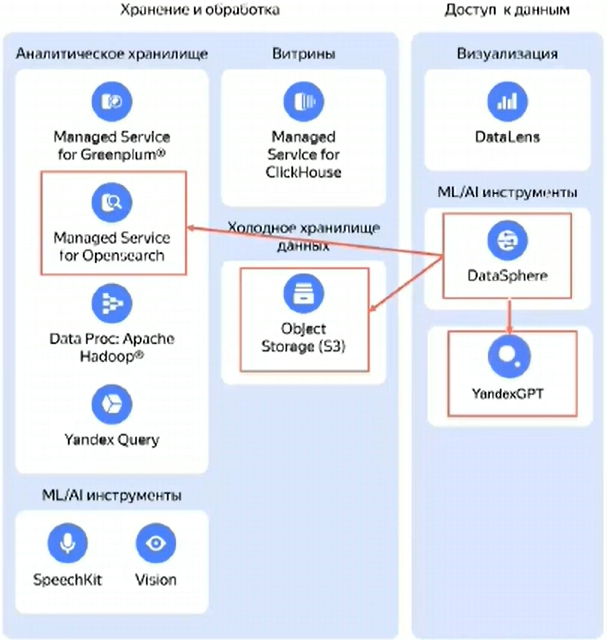 Хранение и обработка
Аналитическое хранилище
Managed Service
for Greenplum®
Managed Service
for Opensearch
Data Proc: Apache
Hadoop®
Yandex Query
ML/AI инструменты
SpeechKit
Vision
Витрины
Managed
Service for
ClickHouse
Холодное хранилище
данных
Object
Storage (S3)
Доступ к данным
Визуализация
DataLens
ML/AI инструменты
DataSphere
YandexGPT